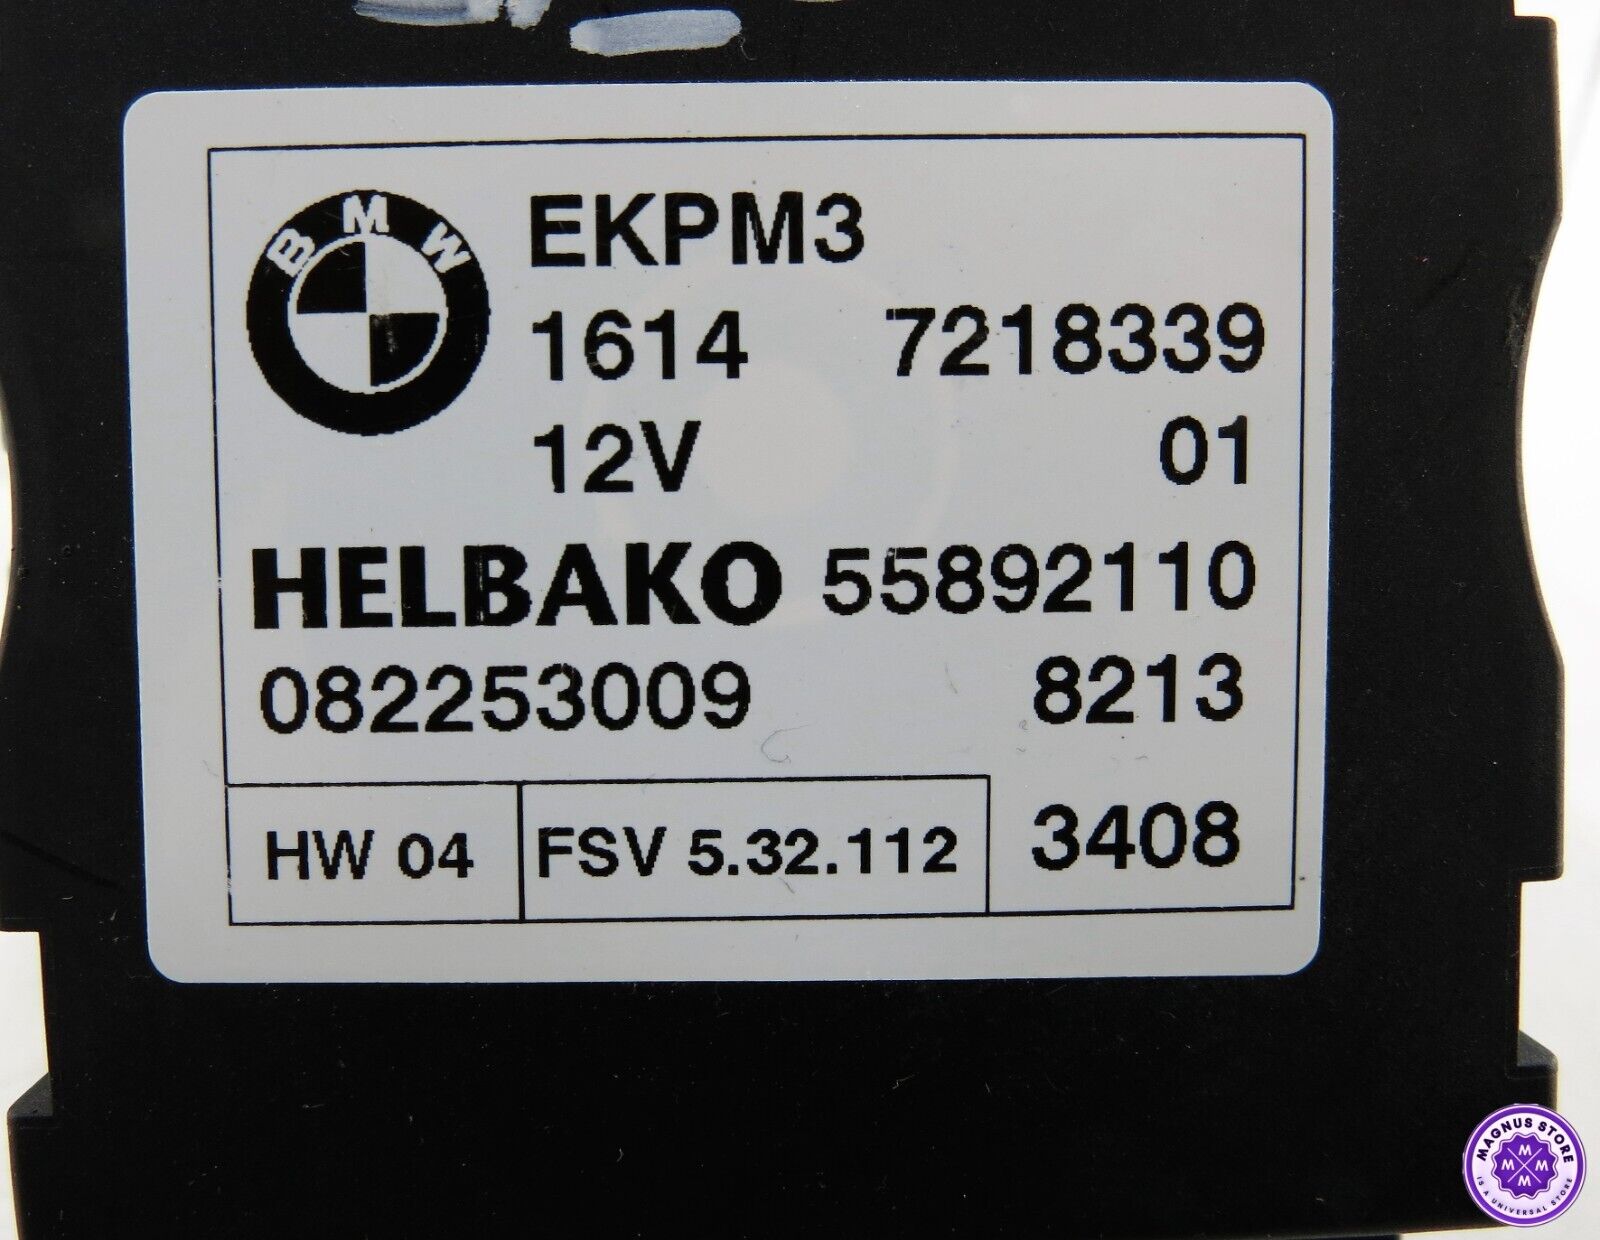 BMW
EKPM3
1614 7218339
12V 01
HELBAKO 55892110
082253009 8213
HW 04 FSV 5.32.112 3408
MAGNUS STORE
M
M M
M
IS A UNIVERSAL STORE